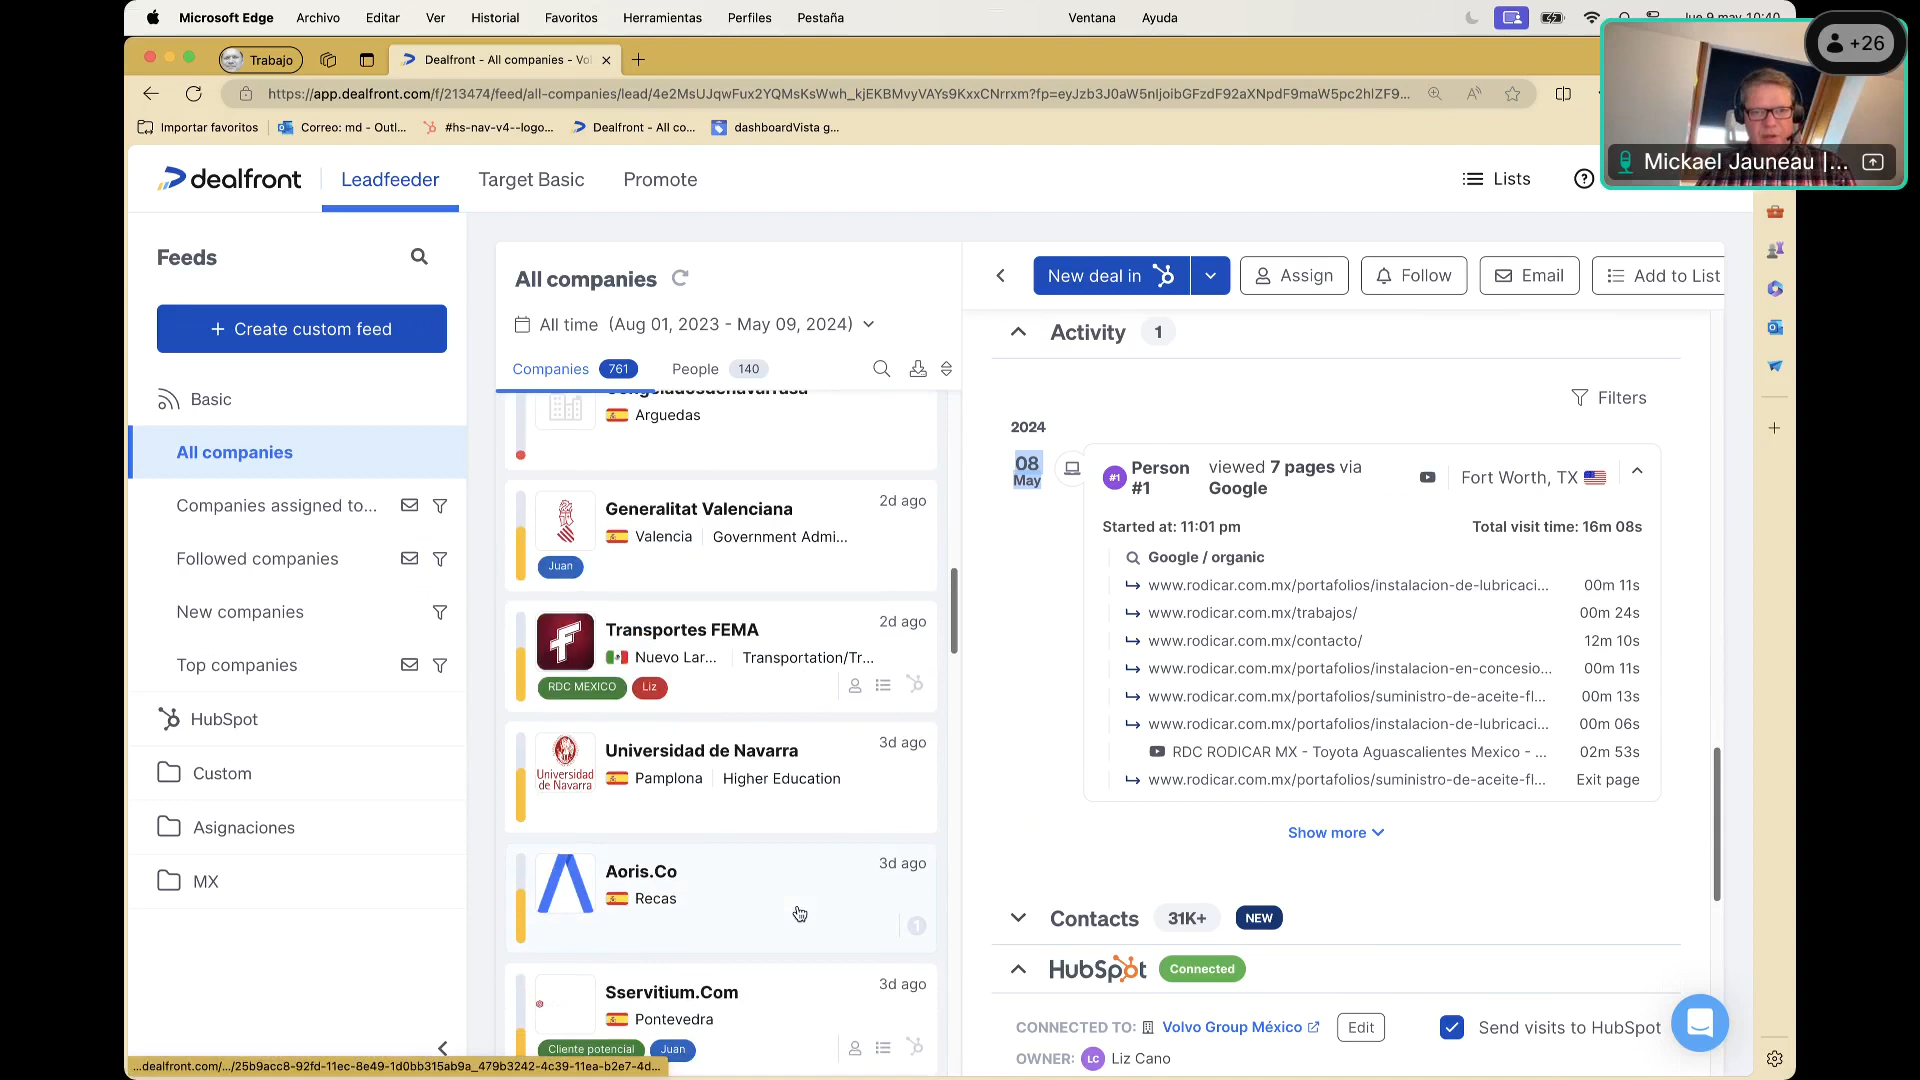 Microsoft Edge Archivo Editar Ver Historial Favoritos Herramientas Perfiles Pestaña Ventana Ayuda
Trabajo
Dealfront - All companies - Vo
+26
https://app.dealfront.com/f/213474/feed/all-companies/lead/4e2MsUJqwFux2YQMsKsWwh_kjEKBMvyVAYs9KxxCNrrxm?fp=eyJzb3J0aW5nIjoibGFzdF92aXNpdF9maW5pc2hlZF9...
Importar favoritos
Correo: md - Outl...
#hs-nav-v4--logo...
Dealfront - All co...
dashboardVista g...
Mickael Jauneau |...
dealfront
Leadfeeder
Target Basic
Promote
Lists
Feeds
+ Create custom feed
Basic
All companies
Companies assigned to...
Followed companies
New companies
Top companies
HubSpot
Custom
Asignaciones
MX
...dealfront.com/.../25b9acc8-92fd-11ec-8e49-1d0bb315ab9a_479b3242-4c39-11ea-b2e7-4d...
All companies
All time (Aug 01, 2023 - May 09, 2024)
Companies 761
People 140
Arguedas
Generalitat Valenciana 2d ago
Valencia Government Admi...
Juan
Transportes FEMA 2d ago
Nuevo Lar... Transportation/Tr...
RDC MEXICO Liz
Universidad de Navarra 3d ago
Universidad de Navarra
Pamplona Higher Education
Aoris.Co 3d ago
Recas
1
Sservitium.Com 3d ago
Pontevedra
Cliente potencial Juan
New deal in
Assign
Follow
Email
Add to List
Activity 1
Filters
2024
08 May
#1 Person #1 viewed 7 pages via Google
Fort Worth, TX
Started at: 11:01 pm Total visit time: 16m 08s
Google / organic
www.rodicar.com.mx/portafolios/instalacion-de-lubricaci... 00m 11s
www.rodicar.com.mx/trabajos/ 00m 24s
www.rodicar.com.mx/contacto/ 12m 10s
www.rodicar.com.mx/portafolios/instalacion-en-concesio... 00m 11s
www.rodicar.com.mx/portafolios/suministro-de-aceite-fl... 00m 13s
www.rodicar.com.mx/portafolios/instalacion-de-lubricaci... 00m 06s
RDC RODICAR MX - Toyota Aguascalientes Mexico - ... 02m 53s
www.rodicar.com.mx/portafolios/suministro-de-aceite-fl... Exit page
Show more
Contacts 31K+ NEW
HubSpot Connected
CONNECTED TO: Volvo Group México Edit
Send visits to HubSpot
OWNER: LC Liz Cano